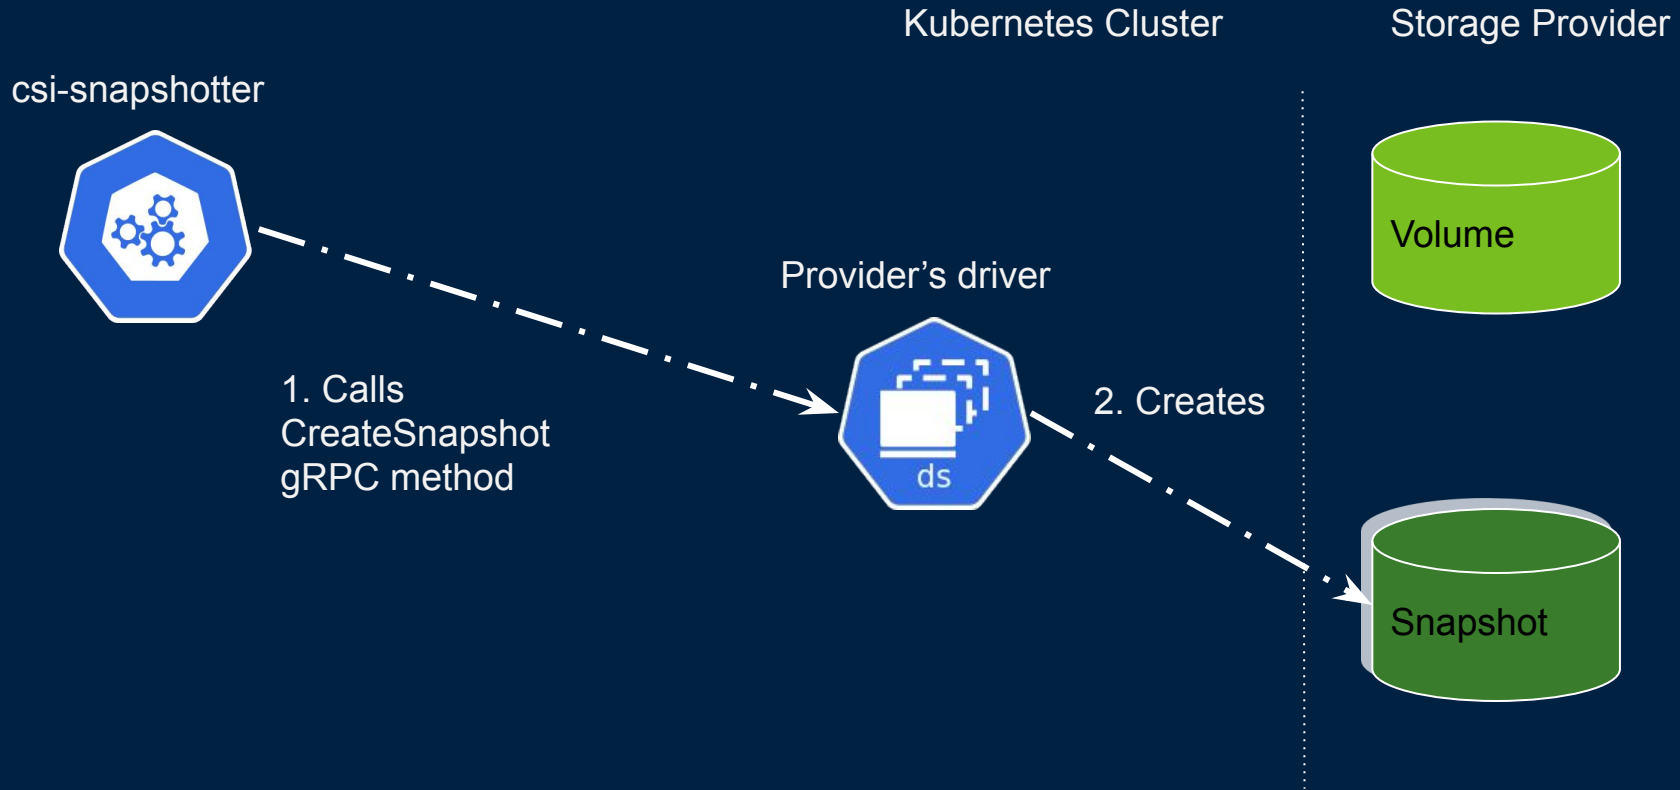 Kubernetes Cluster
Storage Provider
csi-snapshotter
Volume
Provider’s driver
1. Calls
CreateSnapshot
gRPC method
2. Creates
ds
Snapshot